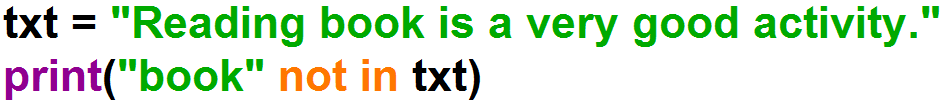 txt = "Reading book is a very good activity."
print("book" not in txt)